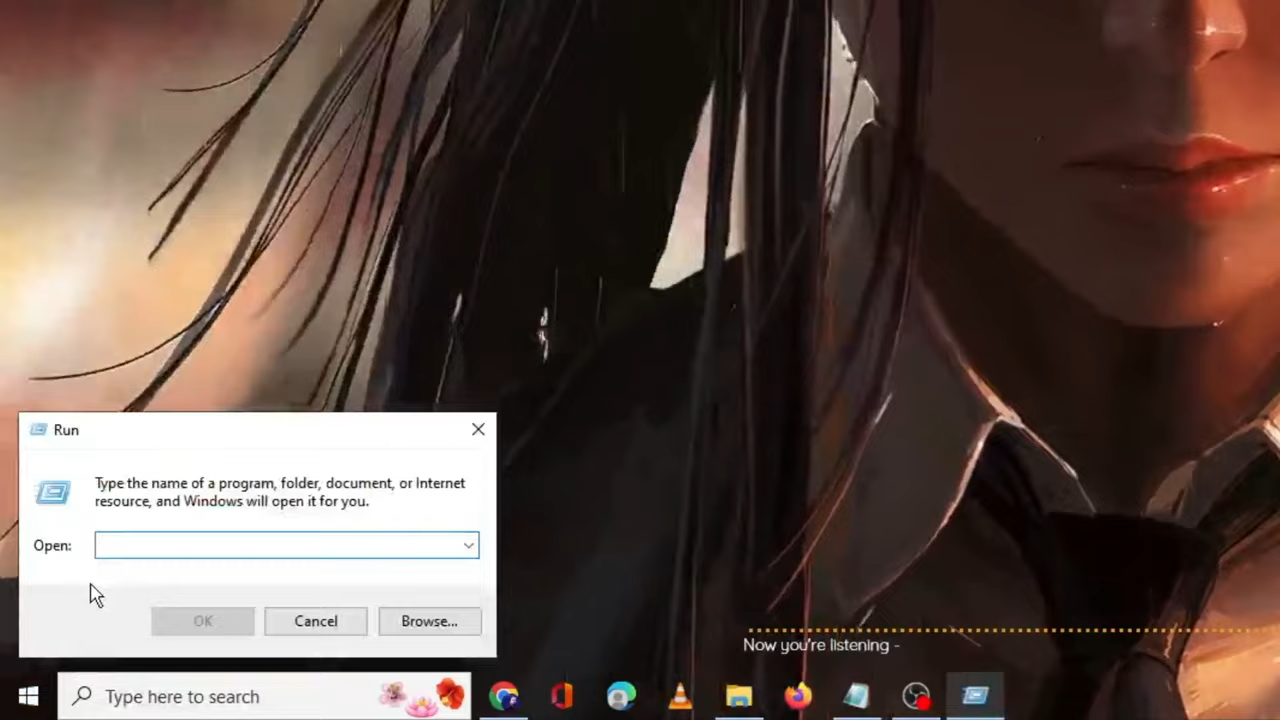 Run
Type the name of a program, folder, document, or Internet
resource, and Windows will open it for you.
Open:
OK
Cancel
Browse...
Now you're listening -
Type here to search